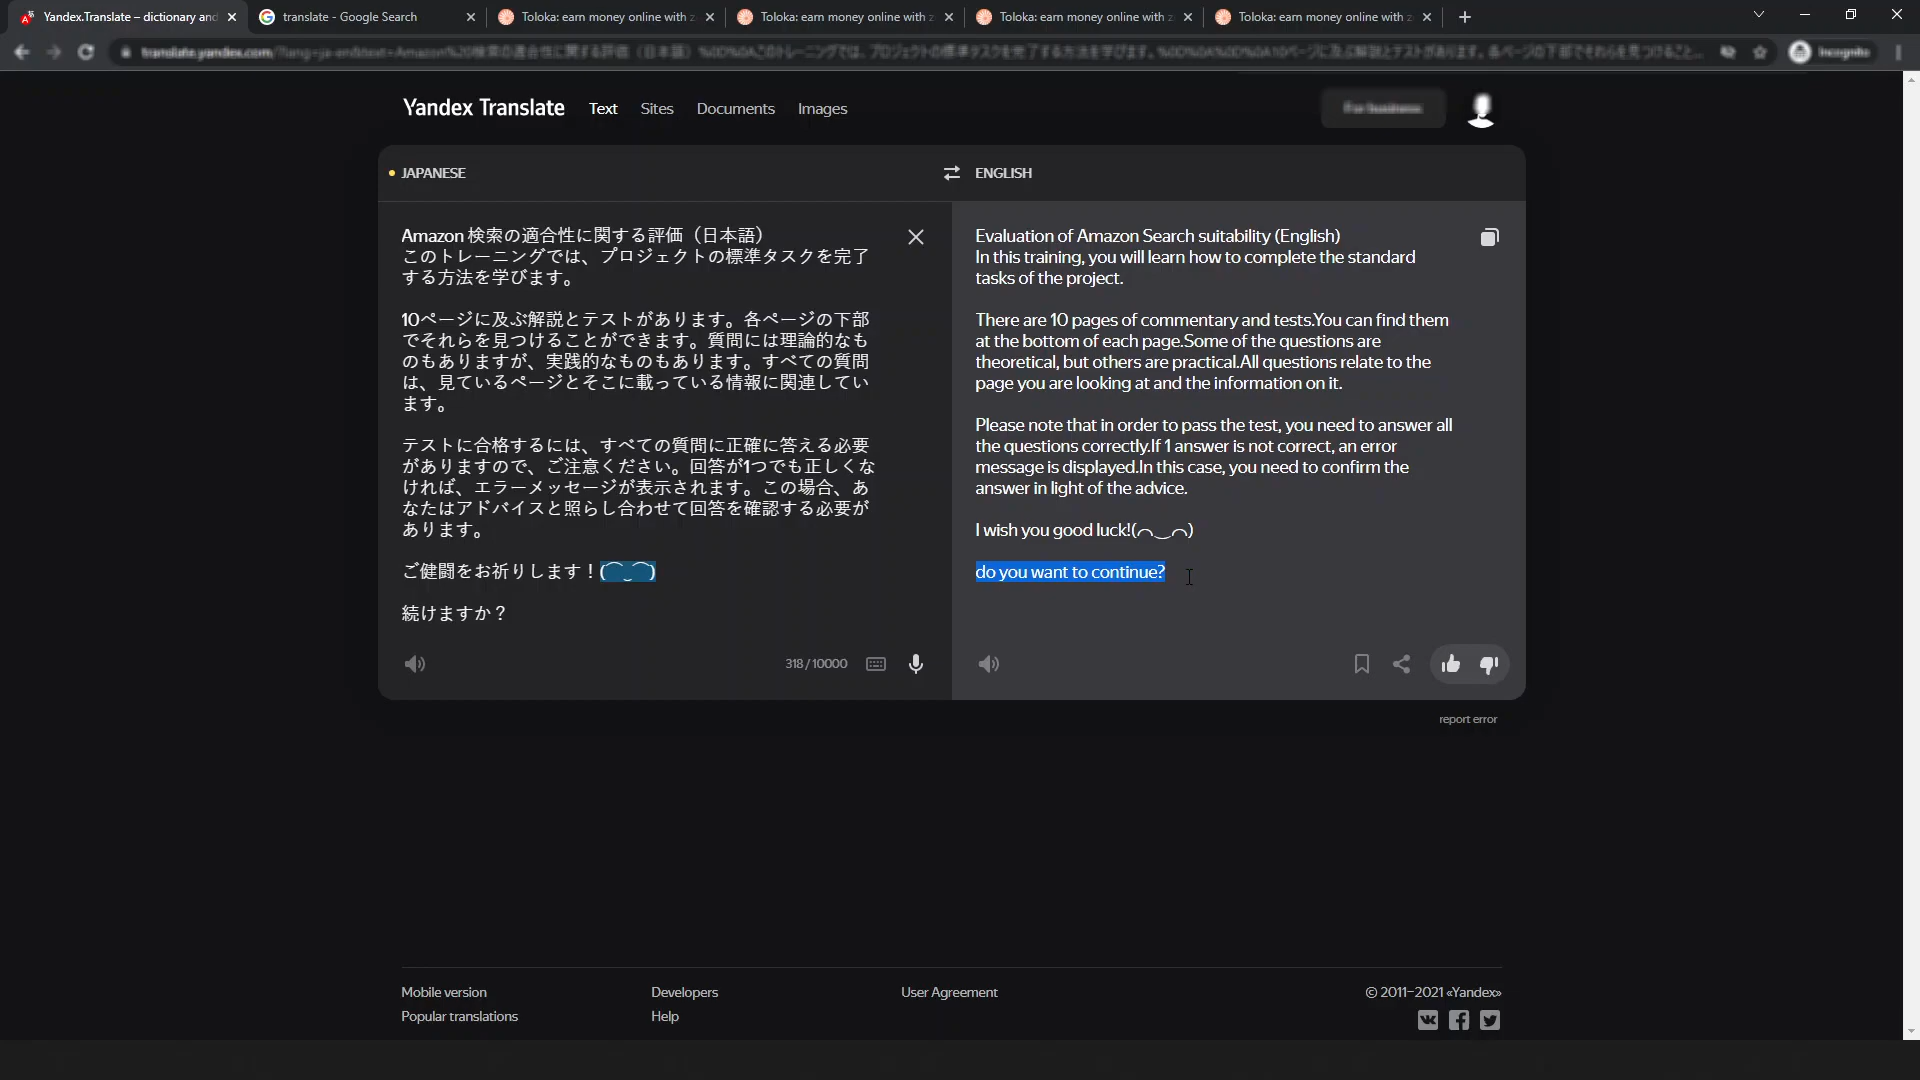 Yandex.Translate – dictionary and
translate - Google Search
Toloka: earn money online with
Toloka: earn money online with
Toloka: earn money online with
Toloka: earn money online with
Incognito
Yandex Translate
Text
Sites
Documents
Images
For business
JAPANESE
ENGLISH
Amazon 検索の適合性に関する評価（日本語）
このトレーニングでは、プロジェクトの標準タスクを完了
する方法を学びます。
10ページに及ぶ解説とテストがあります。各ページの下部
でそれらを見つけることができます。質問には理論的なも
のもありますが、実践的なものもあります。すべての質問
は、見ているページとそこに載っている情報に関連してい
ます。
テストに合格するには、すべての質問に正確に答える必要
がありますので、ご注意ください。回答が1つでも正しくな
ければ、エラーメッセージが表示されます。この場合、あ
なたはアドバイスと照らし合わせて回答を確認する必要が
あります。
ご健闘をお祈りします！(⌒‿⌒)
続けますか？
318/10000
Evaluation of Amazon Search suitability (English)
In this training, you will learn how to complete the standard
tasks of the project.
There are 10 pages of commentary and tests.You can find them
at the bottom of each page.Some of the questions are
theoretical, but others are practical.All questions relate to the
page you are looking at and the information on it.
Please note that in order to pass the test, you need to answer all
the questions correctly.If 1 answer is not correct, an error
message is displayed.In this case, you need to confirm the
answer in light of the advice.
I wish you good luck!(⌒‿⌒)
do you want to continue?
report error
Mobile version
Popular translations
Developers
Help
User Agreement
© 2011–2021 «Yandex»